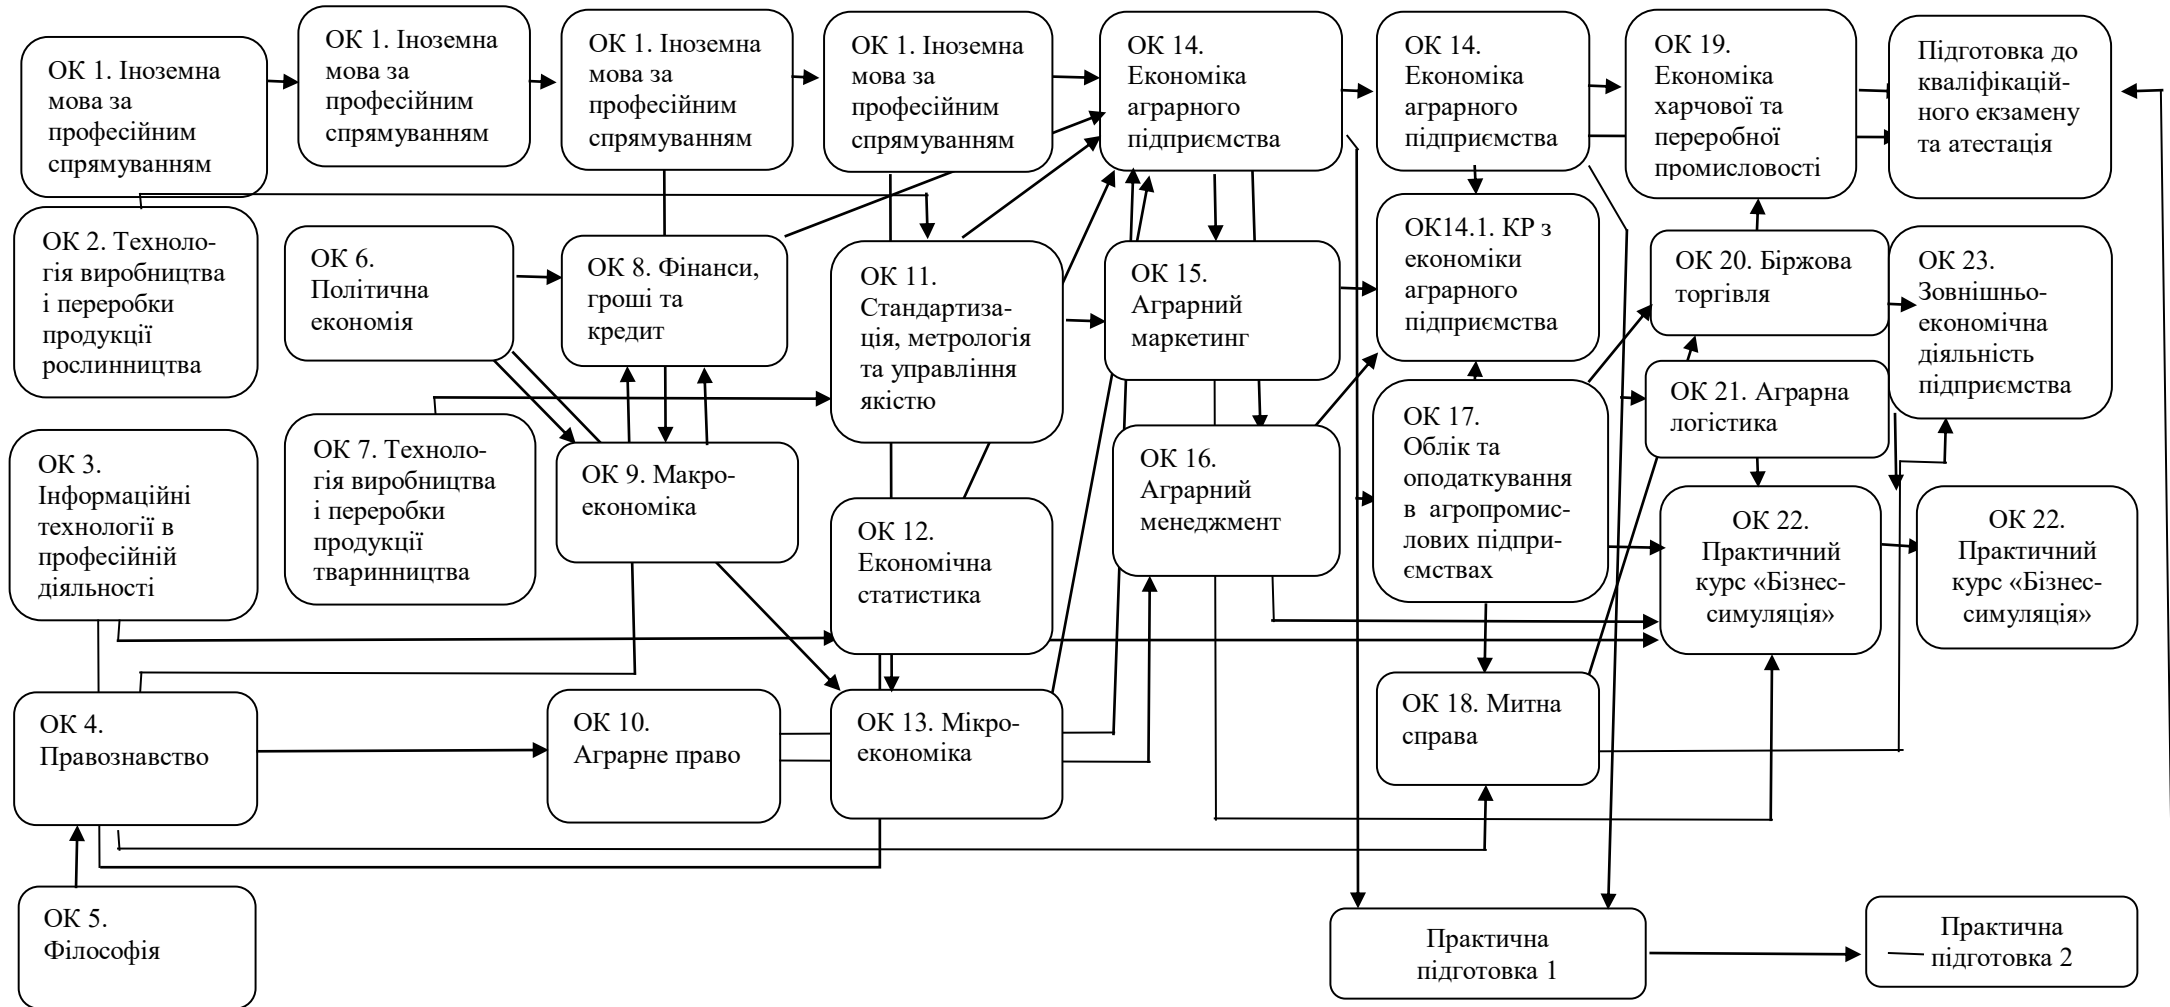 ОК 1. Іноземна
мова за
професійним
спрямуванням
ОК 1. Іноземна
мова за
професійним
спрямуванням
ОК 1. Іноземна
мова за
професійним
спрямуванням
ОК 1. Іноземна
мова за
професійним
спрямуванням
ОК 14.
Економіка
аграрного
підприємства
ОК 14.
Економіка
аграрного
підприємства
ОК 19.
Економіка
харчової та
переробної
промисловості
Підготовка до
кваліфікацій-
ного екзамену
та атестація
ОК 2. Техноло-
гія виробництва
і переробки
продукції
рослинництва
ОК 6.
Політична
економія
ОК 8. Фінанси,
гроші та
кредит
ОК 11.
Стандартиза-
ція, метрологія
та управління
якістю
ОК 15.
Аграрний
маркетинг
ОК14.1. КР з
економіки
аграрного
підприємства
ОК 20. Біржова
торгівля
ОК 23.
Зовнішньо-
економічна
діяльність
підприємства
ОК 3.
Інформаційні
технології в
професійній
діяльності
ОК 7. Техноло-
гія виробництва
і переробки
продукції
тваринництва
ОК 9. Макро-
економіка
ОК 12.
Економічна
статистика
ОК 16.
Аграрний
менеджмент
ОК 17.
Облік та
оподаткування
в агропромис-
лових підпри-
ємствах
ОК 21. Аграрна
логістика
ОК 22.
Практичний
курс «Бізнес-
симуляція»
ОК 22.
Практичний
курс «Бізнес-
симуляція»
ОК 4.
Правознавство
ОК 10.
Аграрне право
ОК 13. Мікро-
економіка
ОК 18. Митна
справа
ОК 5.
Філософія
Практична
підготовка 1
Практична
підготовка 2